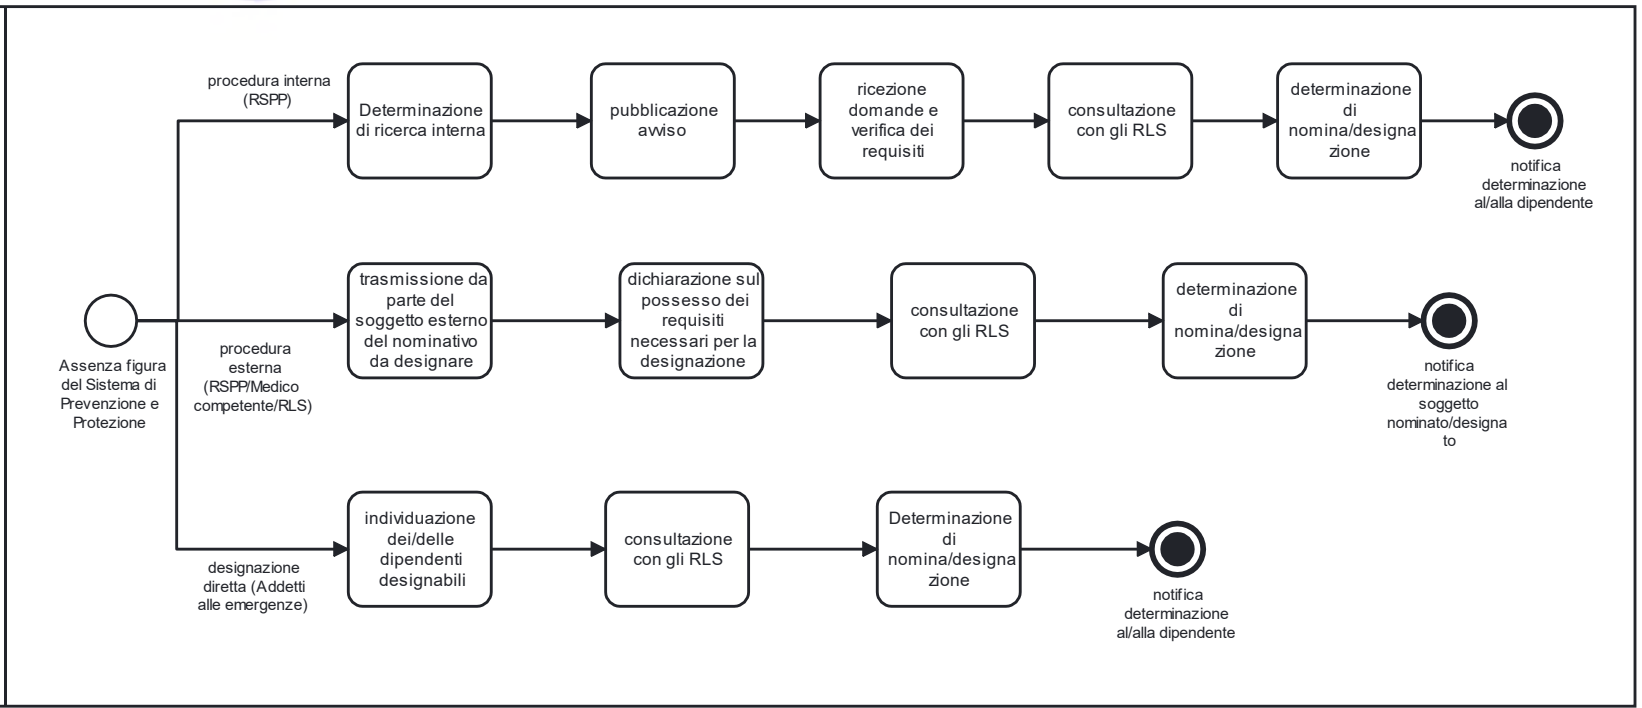 procedura interna
(RSPP)
Determinazione
di ricerca interna
pubblicazione
avviso
ricezione
domande e
verifica dei
requisiti
consultazione
con gli RLS
determinazione
di
nomina/designa
zione
notifica
determinazione
al/alla dipendente
Assenza figura
del Sistema di
Prevenzione e
Protezione
procedura
esterna
(RSPP/Medico
competente/RLS)
trasmissione da
parte del
soggetto esterno
del nominativo
da designare
dichiarazione sul
possesso dei
requisiti
necessari per la
designazione
consultazione
con gli RLS
determinazione
di
nomina/designa
zione
notifica
determinazione al
soggetto
nominato/designa
to
designazione
diretta (Addetti
alle emergenze)
individuazione
dei/delle
dipendenti
designabili
consultazione
con gli RLS
Determinazione
di
nomina/designa
zione
notifica
determinazione
al/alla dipendente